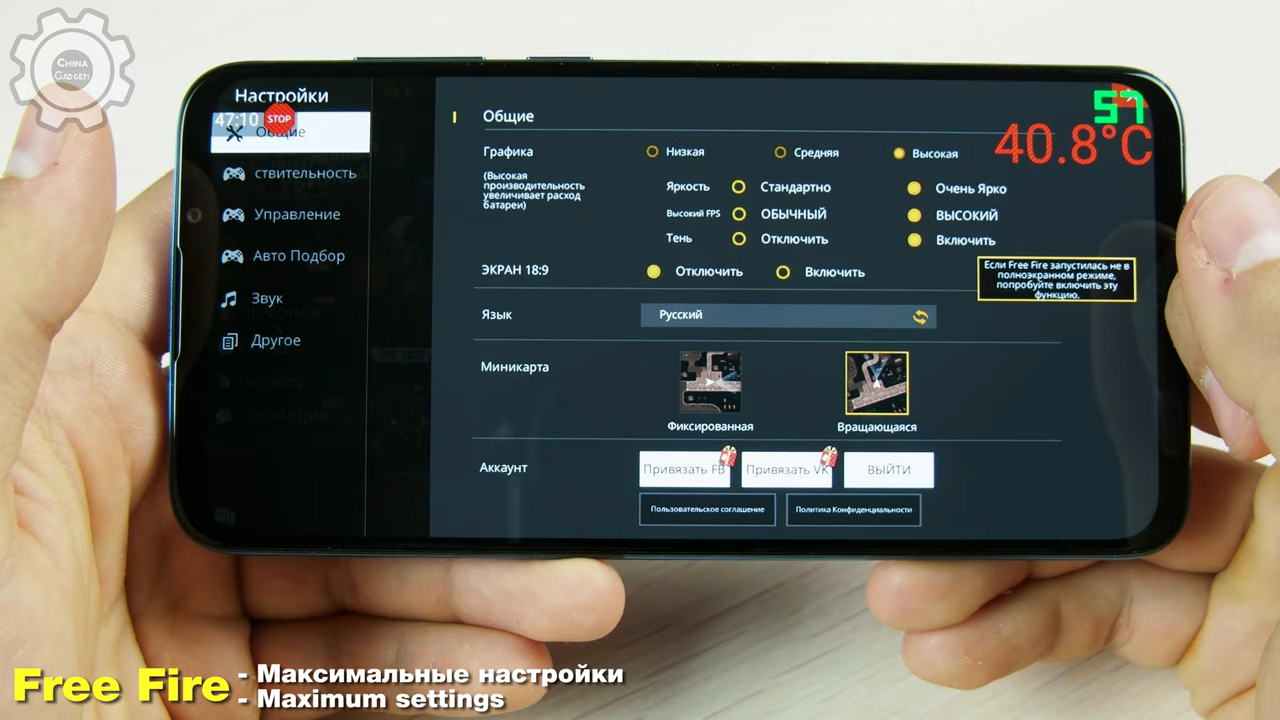 CHINA
GADGETS
Настройки
47:10
STOP
Общие
ствительность
Управление
Авто Подбор
Звук
Другое
КОЛЛЕКЦИЯ
Общие
57
40.8°C
Графика
Низкая
Средняя
Высокая
(Высокая
производительность
увеличивает расход
батареи)
Яркость
Стандартно
Очень Ярко
Высокий FPS
ОБЫЧНЫЙ
ВЫСОКИЙ
Тень
Отключить
Включить
ЭКРАН 18:9
Отключить
Включить
Если Free Fire запустилась не в
полноэкранном режиме,
попробуйте включить эту
функцию.
Язык
Русский
Миникарта
Фиксированная
Вращающаяся
Аккаунт
Привязать FB
Привязать VK
ВЫЙТИ
Пользовательское соглашение
Политика Конфиденциальности
Free Fire
- Максимальные настройки
- Maximum settings